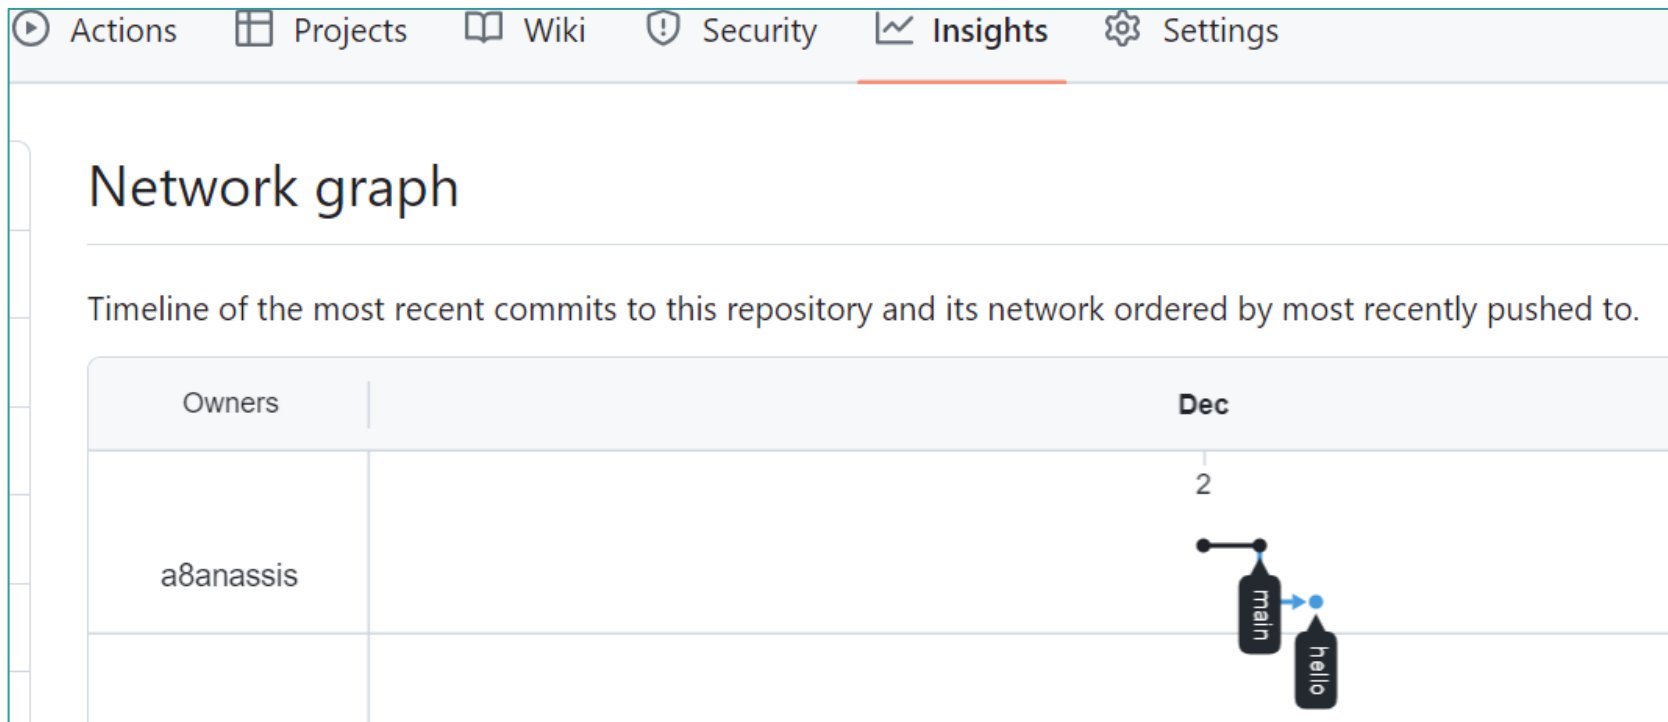 Actions Projects Wiki Security Insights Settings
Network graph
Timeline of the most recent commits to this repository and its network ordered by most recently pushed to.
Owners Dec
2
a8anassis
main
hello